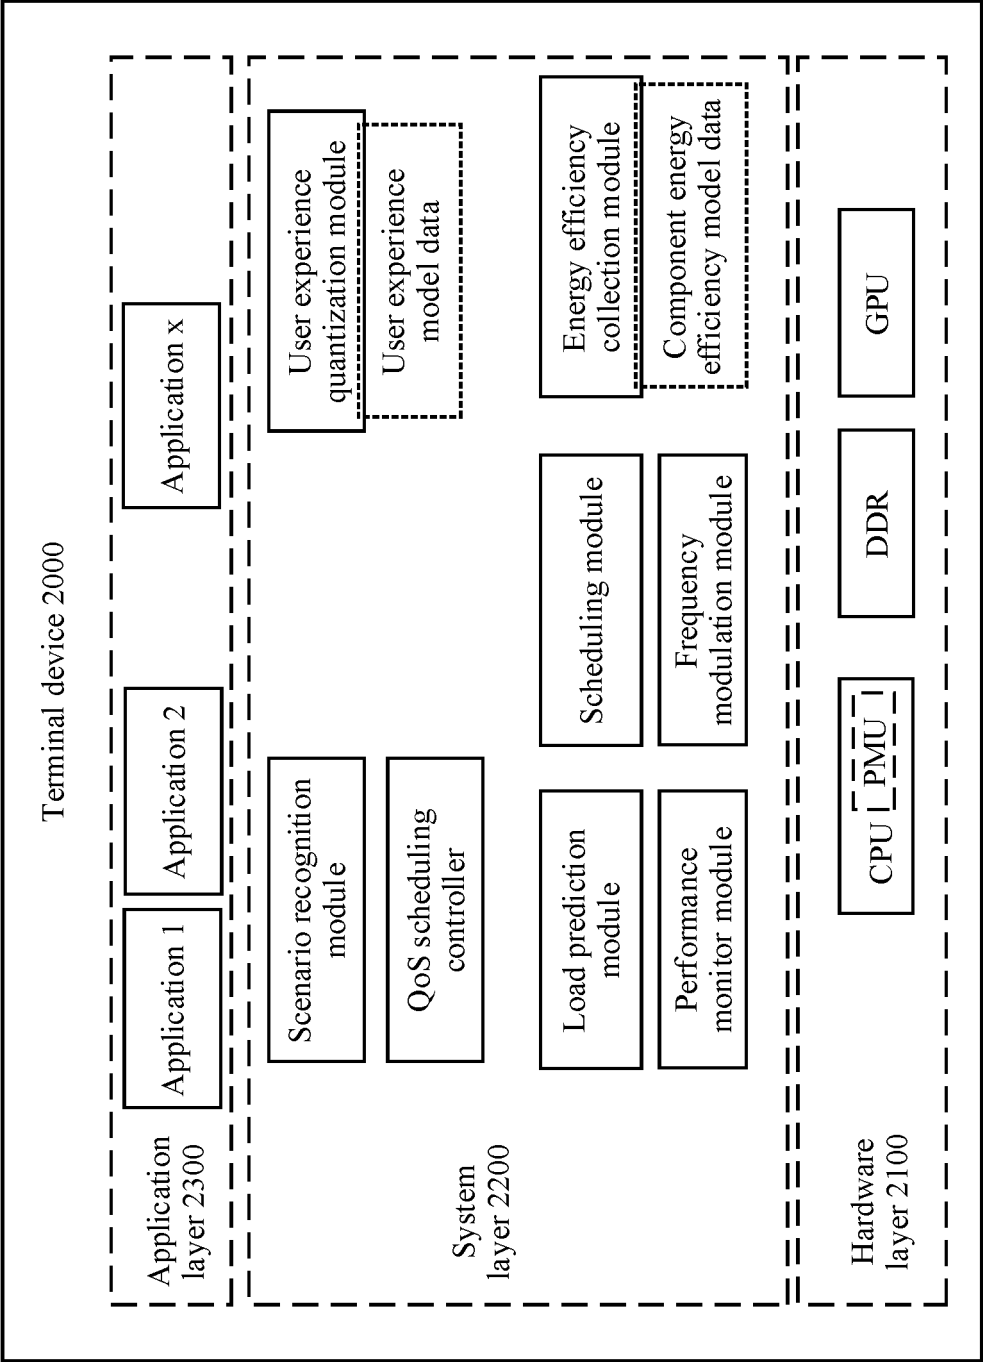 Terminal device 2000
Application
layer 2300
Application 1
Application 2
Application x
System
layer 2200
Scenario recognition
module
User experience
quantization module
QoS scheduling
controller
User experience
model data
Load prediction
module
Scheduling module
Energy efficiency
collection module
Performance
monitor module
Frequency
modulation module
Component energy
efficiency model data
Hardware
layer 2100
CPU
PMU
DDR
GPU